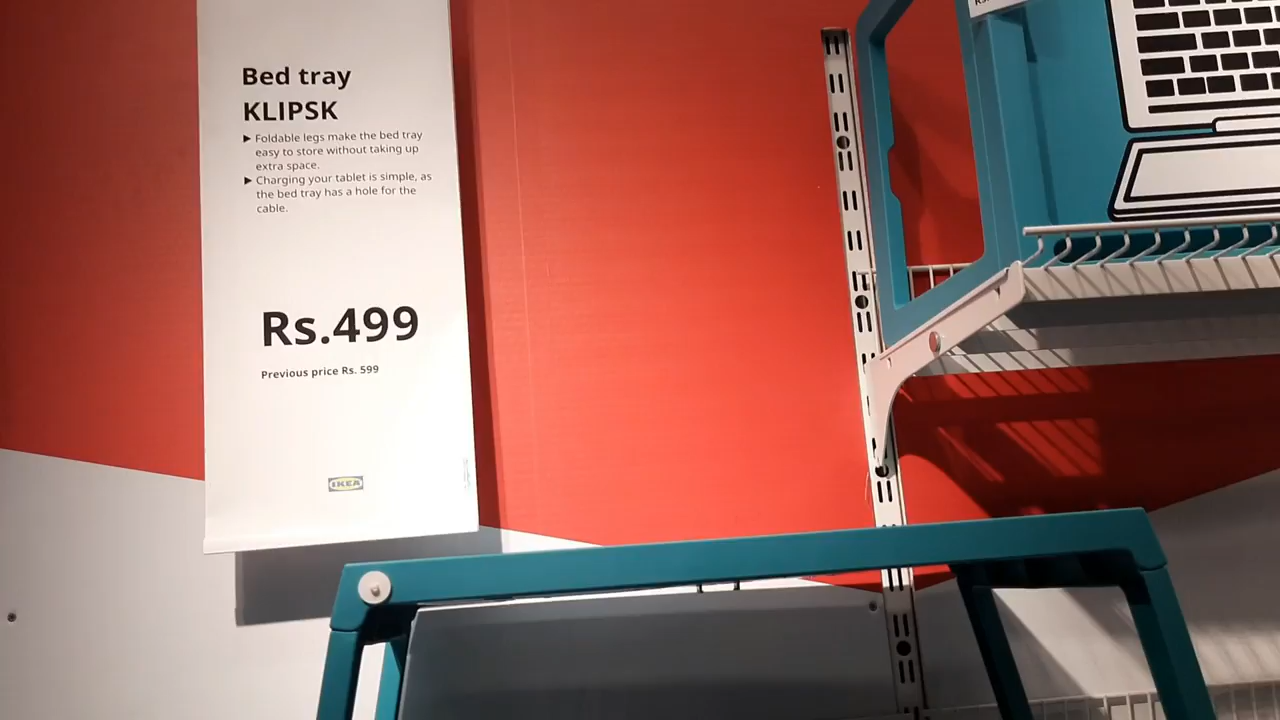 Bed tray
KLIPSK
▶ Foldable legs make the bed tray
easy to store without taking up
extra space.
▶ Charging your tablet is simple, as
the bed tray has a hole for the
cable.
Rs.499
Previous price Rs. 599
IKEA